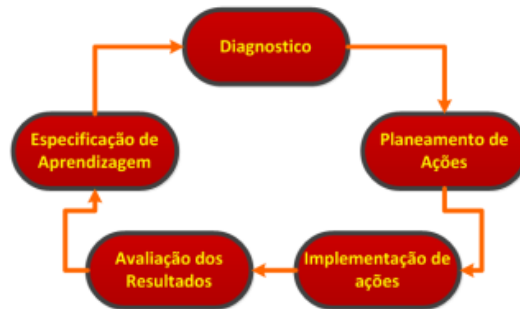 Diagnostico
Planeamento de
Ações
Implementação de
ações
Avaliação dos
Resultados
Especificação de
Aprendizagem